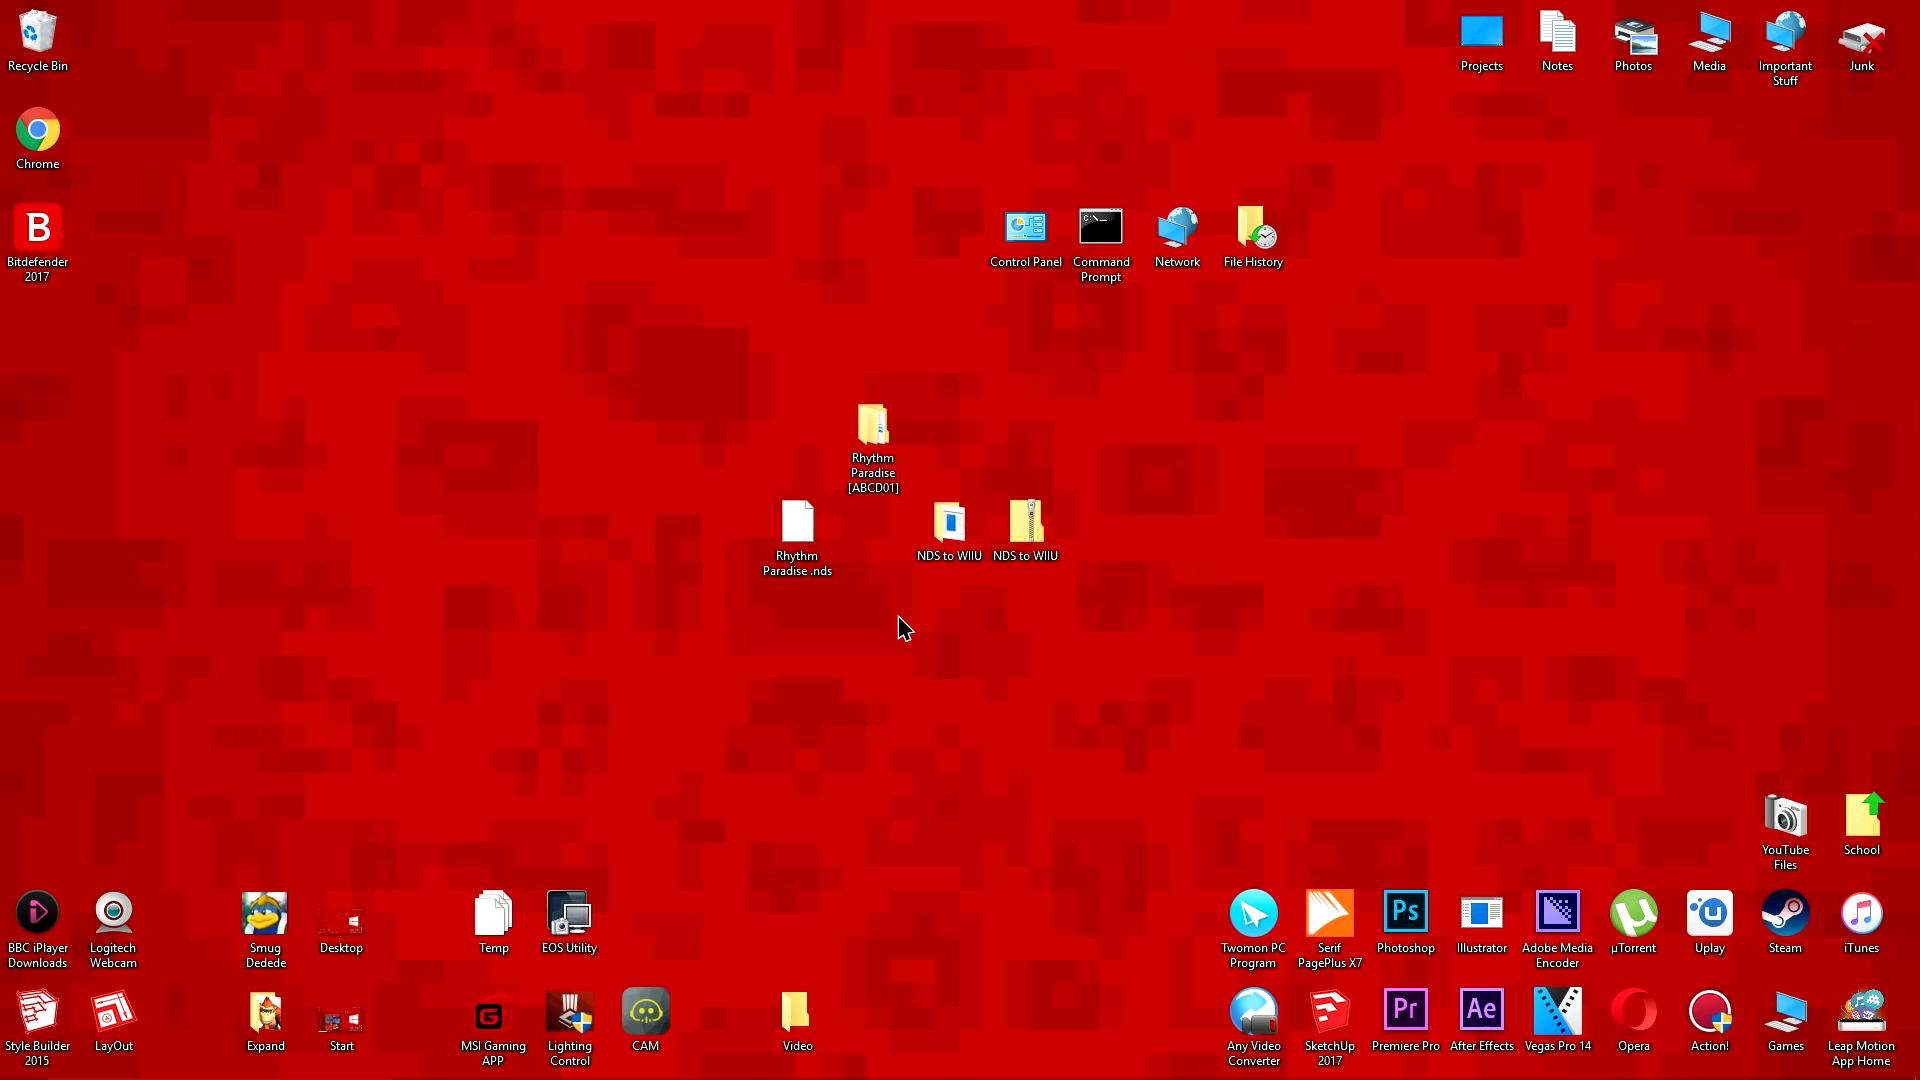 Recycle Bin
Projects
Notes
Photos
Media
Important
Stuff
Junk
Chrome
Bitdefender
2017
B
C:\_
Control Panel
Command
Prompt
Network
File History
Rhythm
Paradise
[ABCD01]
Rhythm
Paradise .nds
NDS to WIIU
NDS to WIIU
YouTube
Files
School
BBC iPlayer
Downloads
Logitech
Webcam
Smug
Dedede
Desktop
Temp
EOS Utility
Twomon PC
Program
Serif
PagePlus X7
Ps
Photoshop
Illustrator
Adobe Media
Encoder
µ
µTorrent
u
Uplay
Steam
iTunes
Style Builder
2015
LayOut
Expand
Start
G
MSI Gaming
APP
Lighting
Control
CAM
Video
Any Video
Converter
SketchUp
2017
Pr
Premiere Pro
Ae
After Effects
Vegas Pro 14
Opera
Action!
Games
Leap Motion
App Home